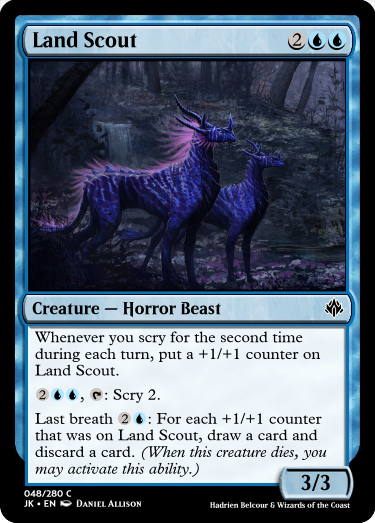 Land Scout 2UU
Creature — Horror Beast
Whenever you scry for the second time
during each turn, put a +1/+1 counter on
Land Scout.
2UU, T: Scry 2.
Last breath 2U: For each +1/+1 counter
that was on Land Scout, draw a card and
discard a card. (When this creature dies, you
may activate this ability.)
3/3
048/280 C
JK • EN Daniel Allison
Hadrien Belcour & Wizards of the Coast